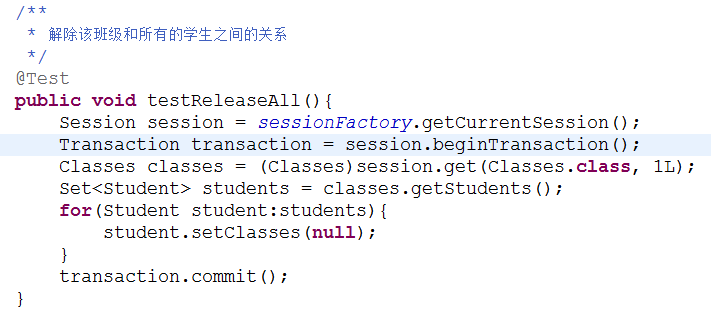 /**
 * 解除该班级和所有的学生之间的关系
 */
@Test
public void testReleaseAll(){
    Session session = sessionFactory.getCurrentSession();
    Transaction transaction = session.beginTransaction();
    Classes classes = (Classes)session.get(Classes.class, 1L);
    Set<Student> students = classes.getStudents();
    for(Student student:students){
        student.setClasses(null);
    }
    transaction.commit();
}